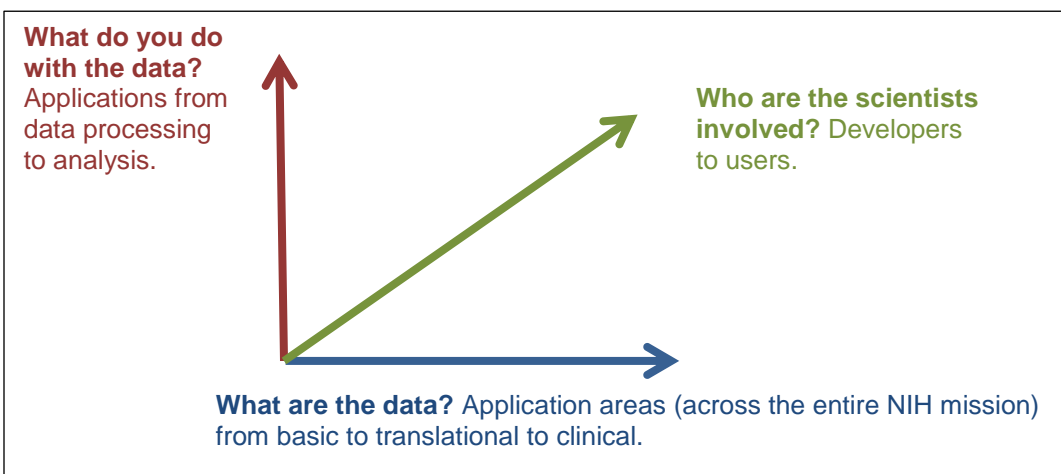 What do you do
with the data?
Applications from
data processing
to analysis.
Who are the scientists
involved? Developers
to users.
What are the data? Application areas (across the entire NIH mission)
from basic to translational to clinical.